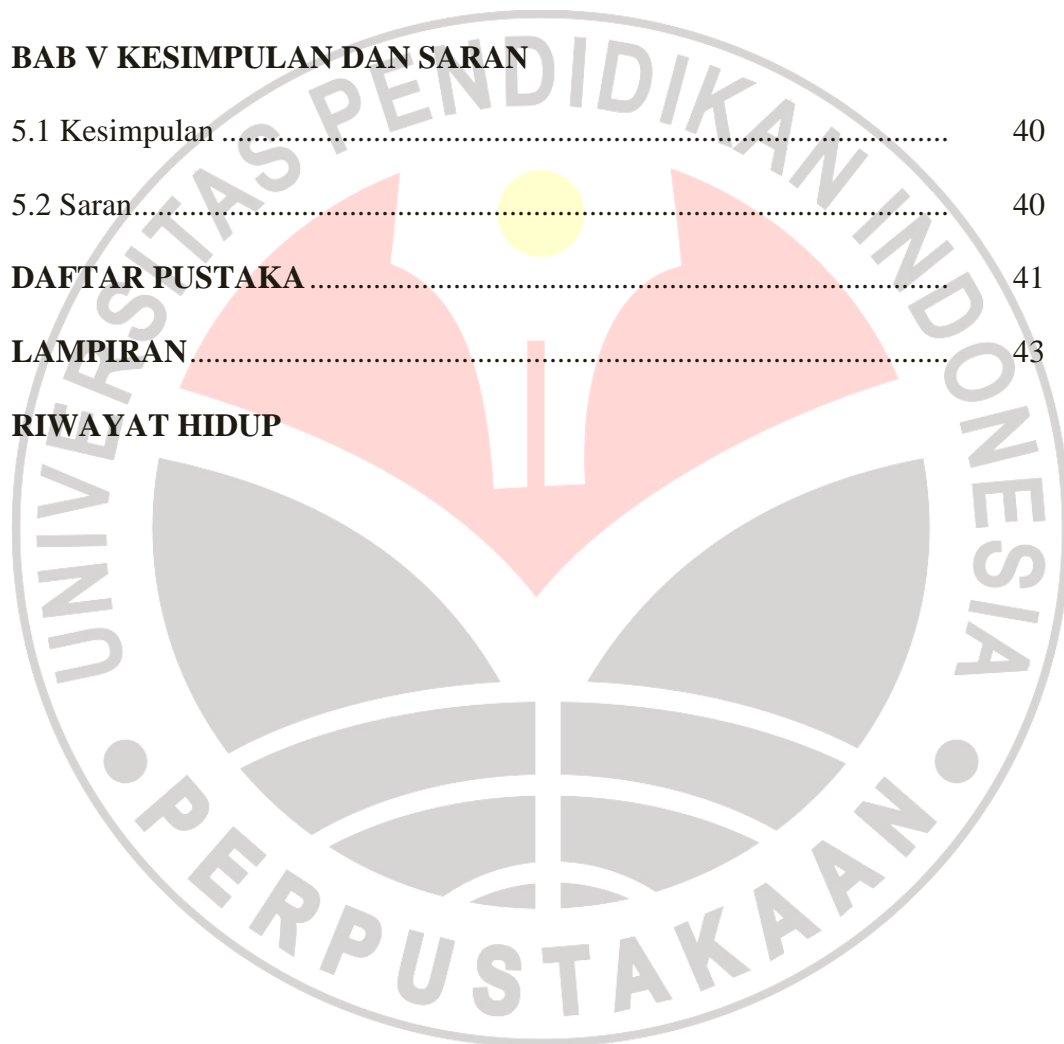 BAB V KESIMPULAN DAN SARAN
5.1 Kesimpulan ........................................................................................... 40
5.2 Saran...................................................................................................... 40
DAFTAR PUSTAKA ................................................................................ 41
LAMPIRAN............................................................................................... 43
RIWAYAT HIDUP
UNIVERSITAS PENDIDIKAN INDONESIA
PERPUSTAKAAN